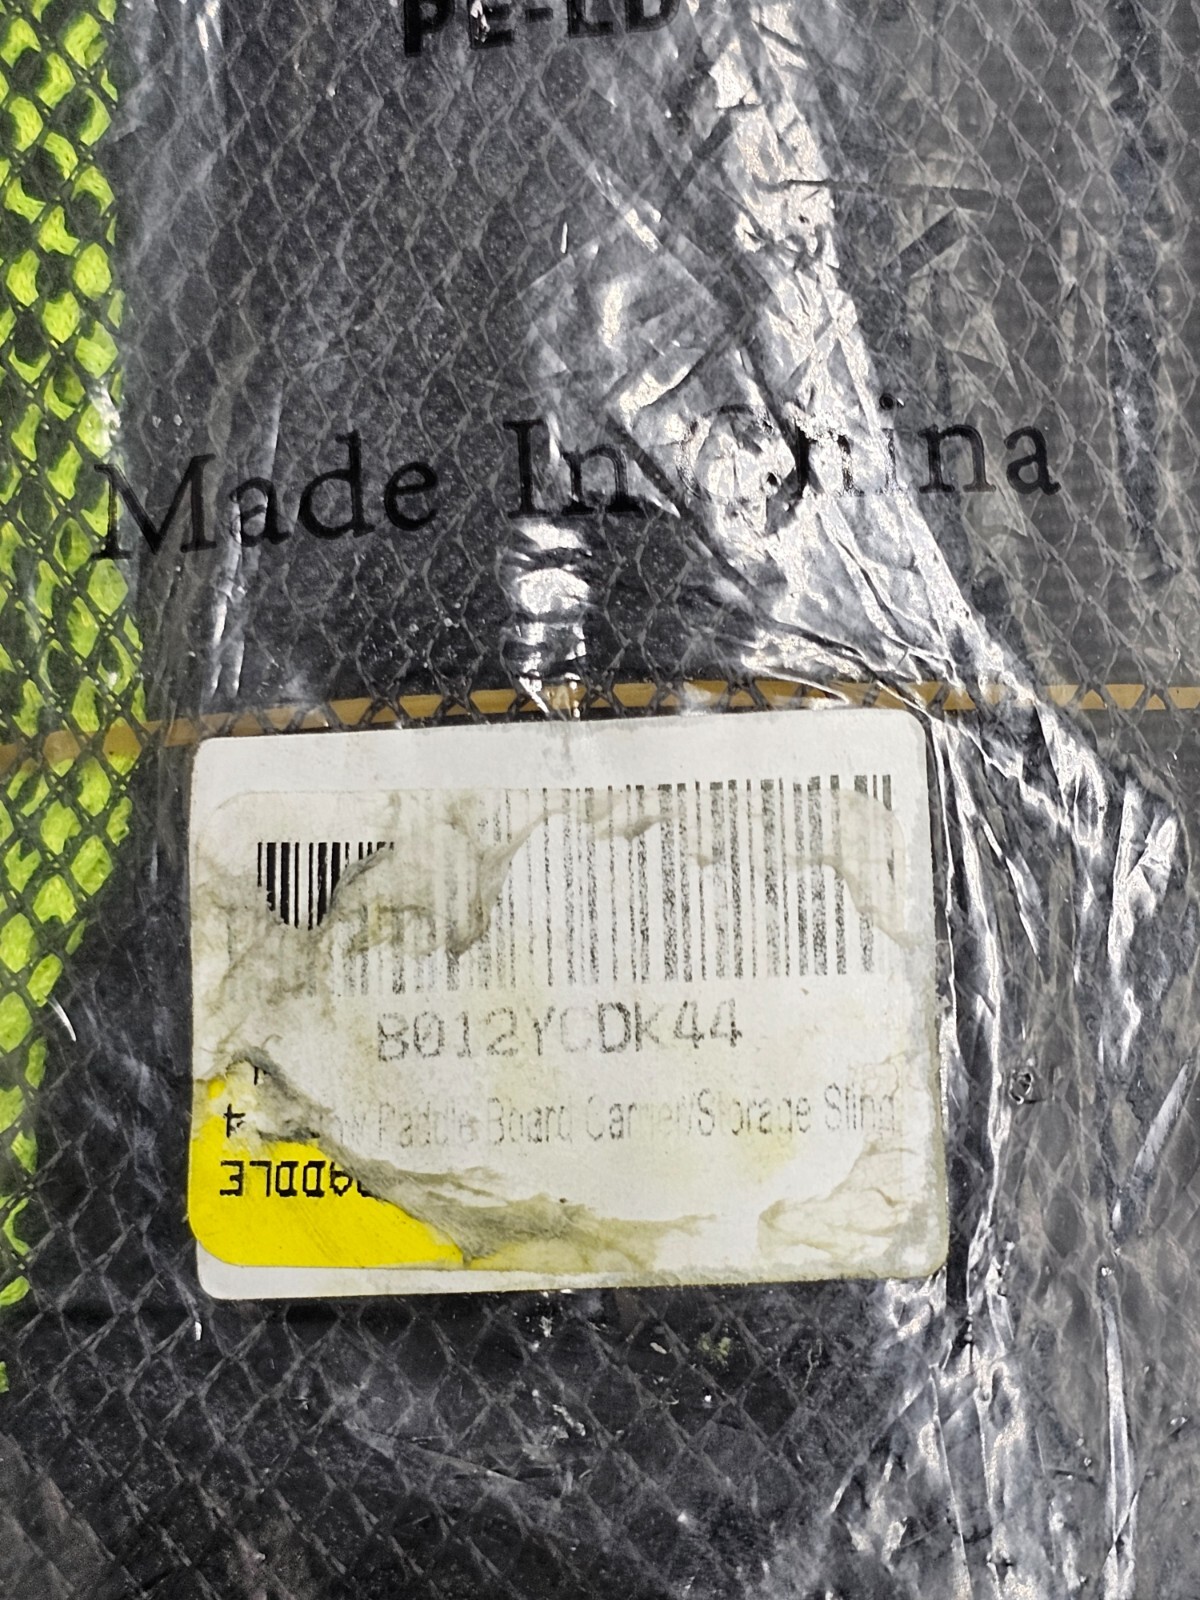 PE-LD
Made In China
B012YCDK44
Paddle Board Carrier/Storage Sling